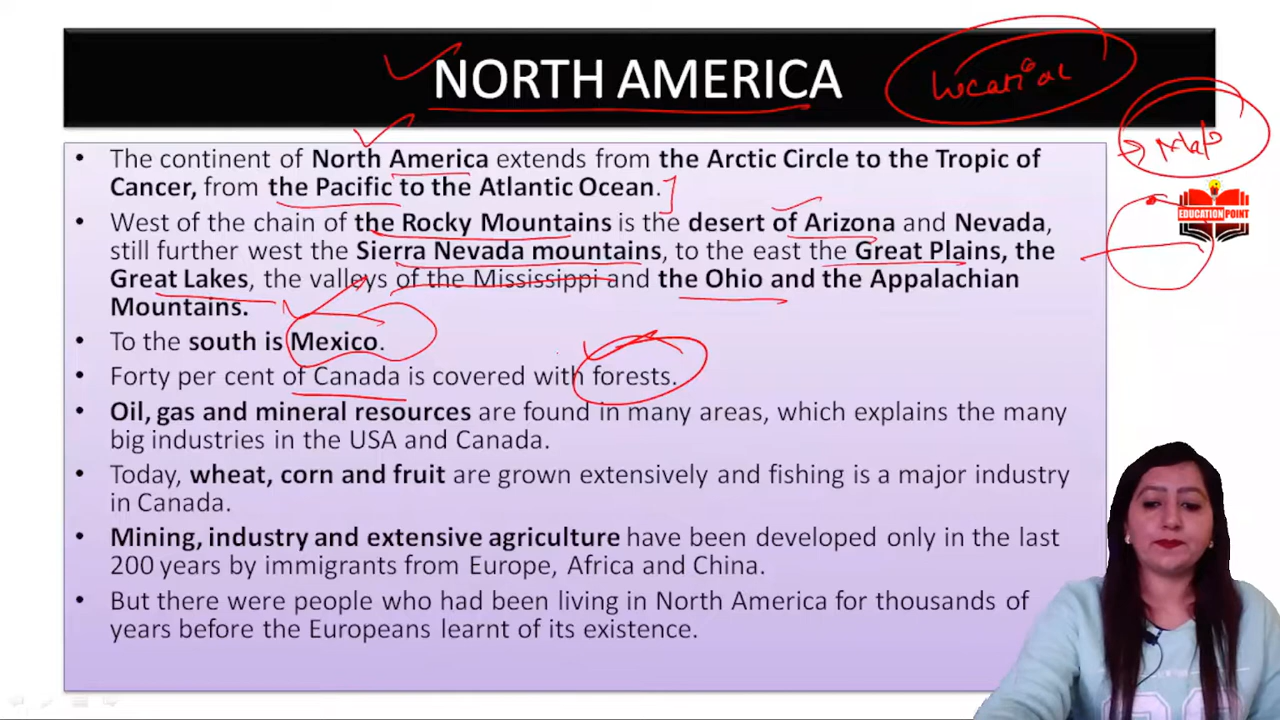 NORTH AMERICA
Location
→ Map
EDUCATION POINT
• The continent of North America extends from the Arctic Circle to the Tropic of
Cancer, from the Pacific to the Atlantic Ocean.
• West of the chain of the Rocky Mountains is the desert of Arizona and Nevada,
still further west the Sierra Nevada mountains, to the east the Great Plains, the
Great Lakes, the valleys of the Mississippi and the Ohio and the Appalachian
Mountains.
• To the south is Mexico.
• Forty per cent of Canada is covered with forests.
• Oil, gas and mineral resources are found in many areas, which explains the many
big industries in the USA and Canada.
• Today, wheat, corn and fruit are grown extensively and fishing is a major industry
in Canada.
• Mining, industry and extensive agriculture have been developed only in the last
200 years by immigrants from Europe, Africa and China.
• But there were people who had been living in North America for thousands of
years before the Europeans learnt of its existence.